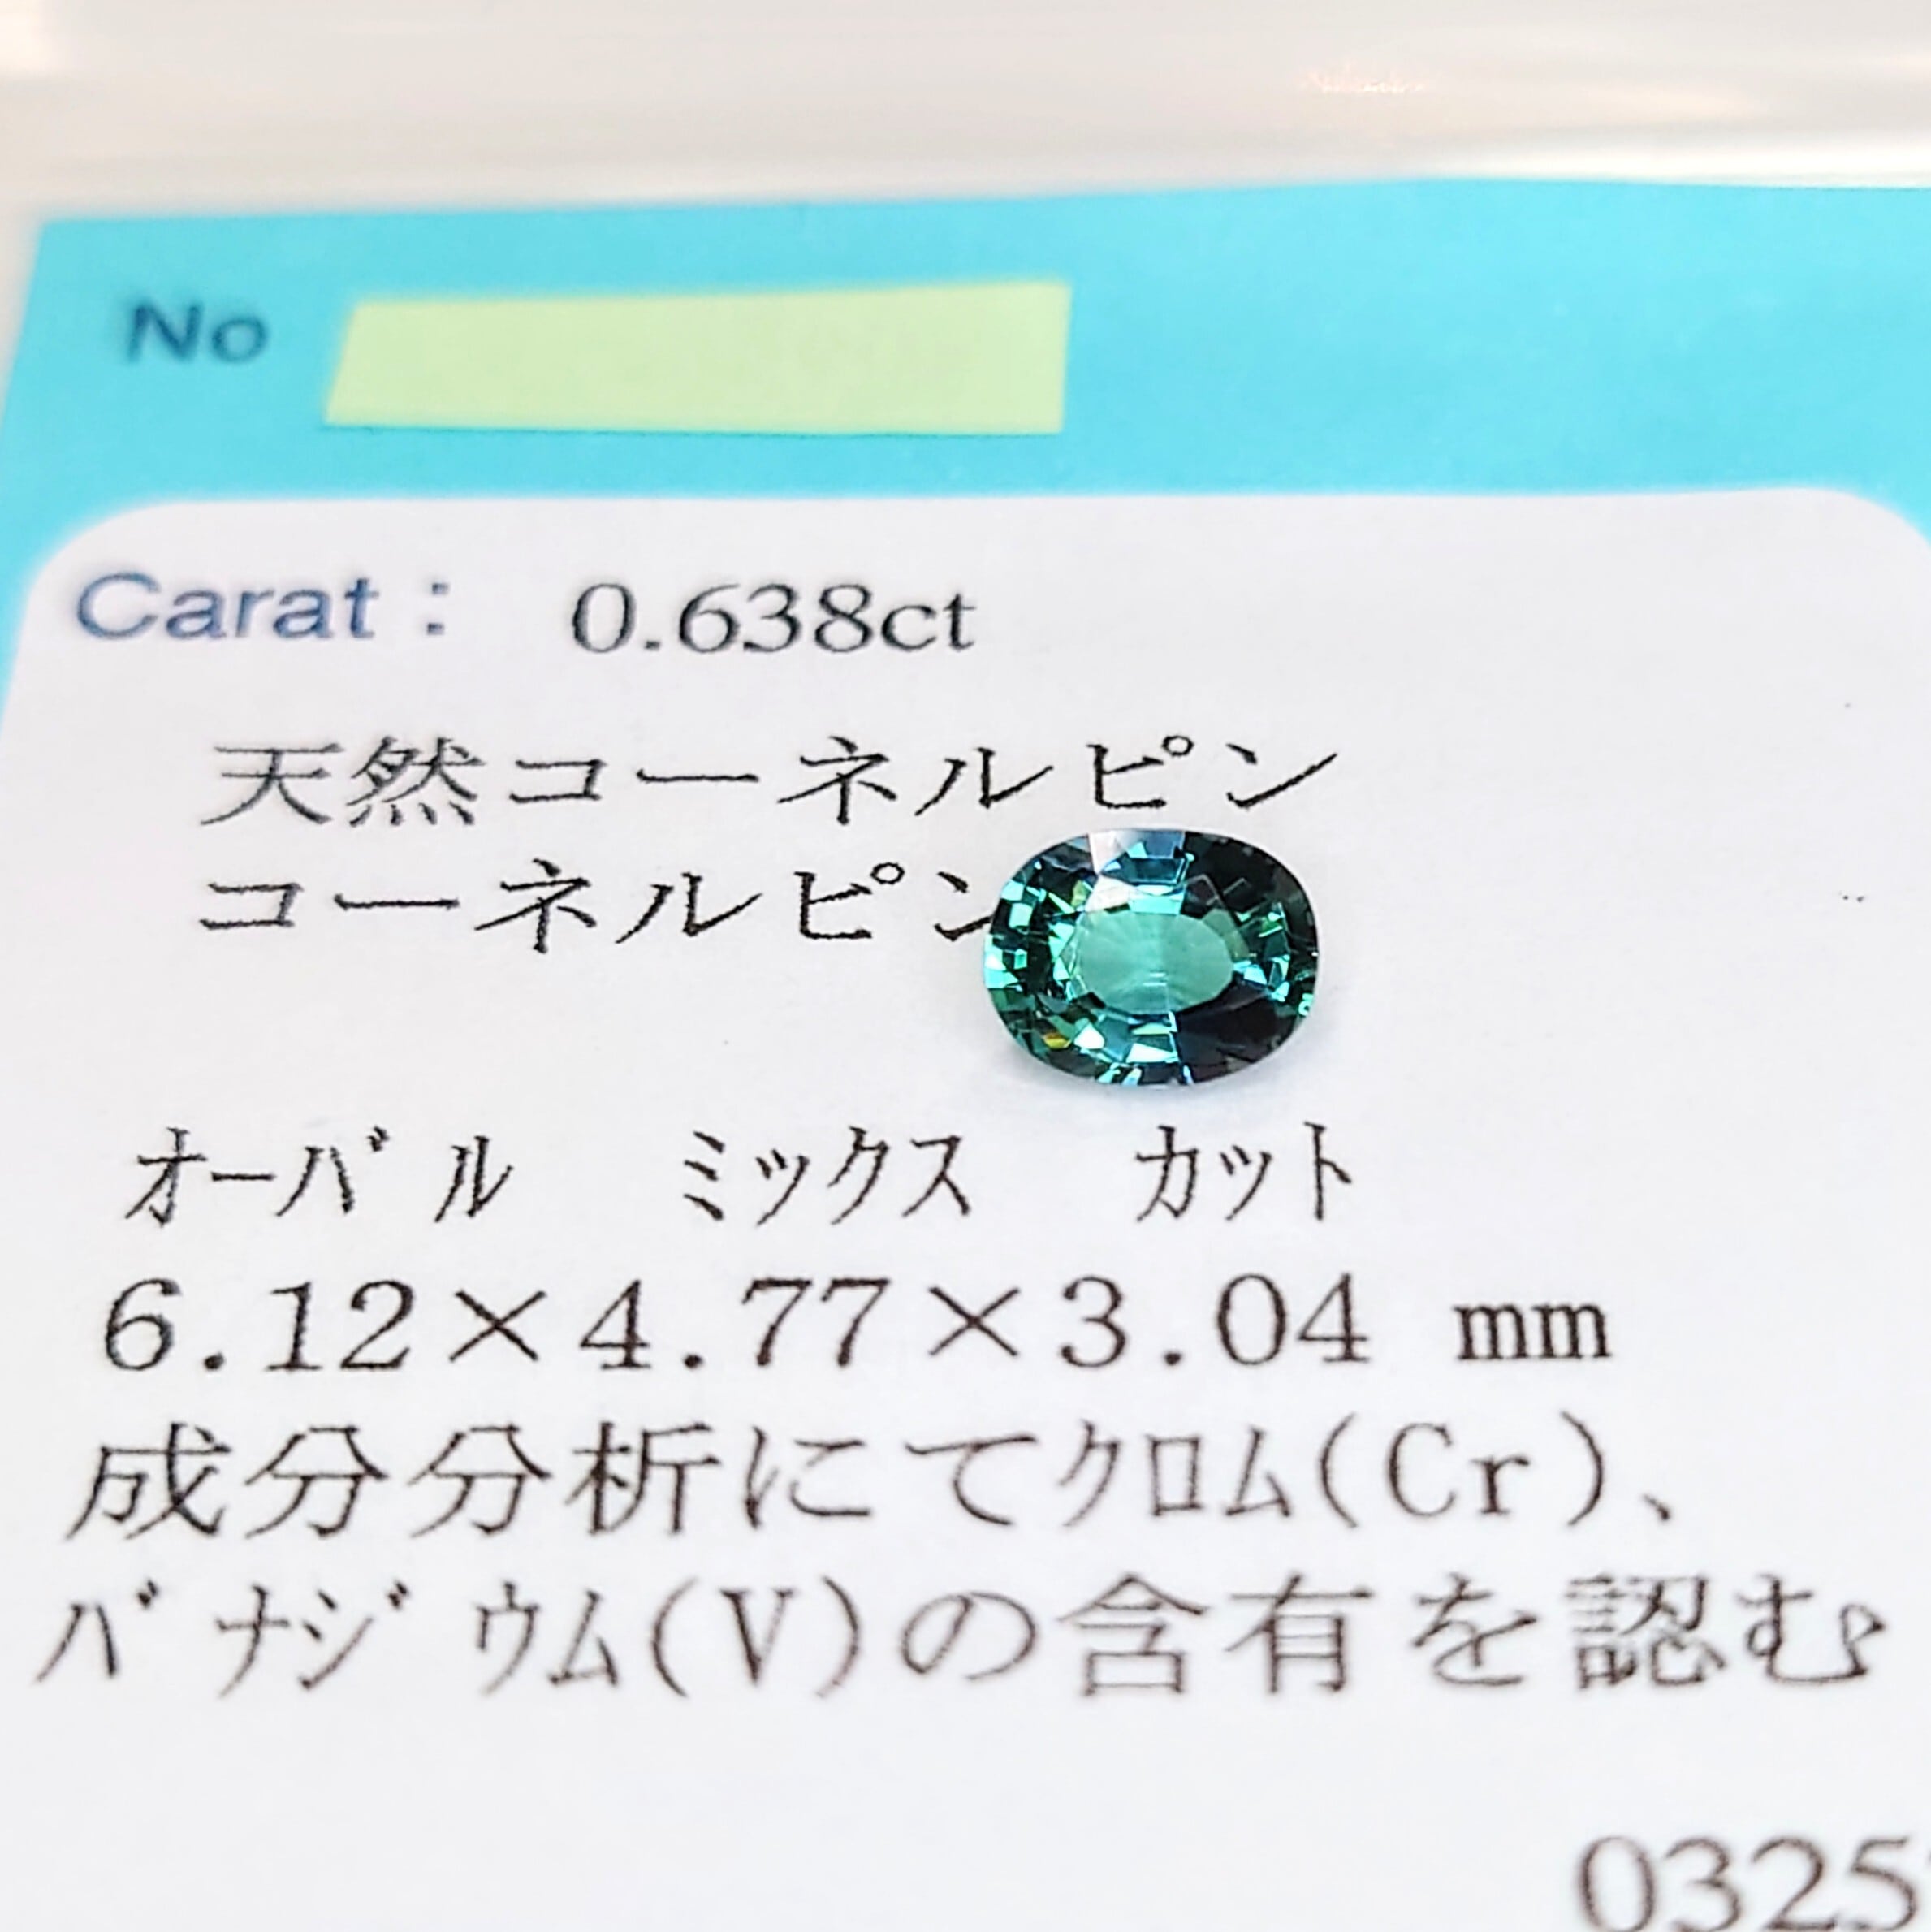 No
Carat : 0.638ct
天然コーネルピン
コーネルピン
オーバル ミックス カット
6.12×4.77×3.04 mm
成分分析にてクロム(Cr)、
バナジウム(V)の含有を認む
0325